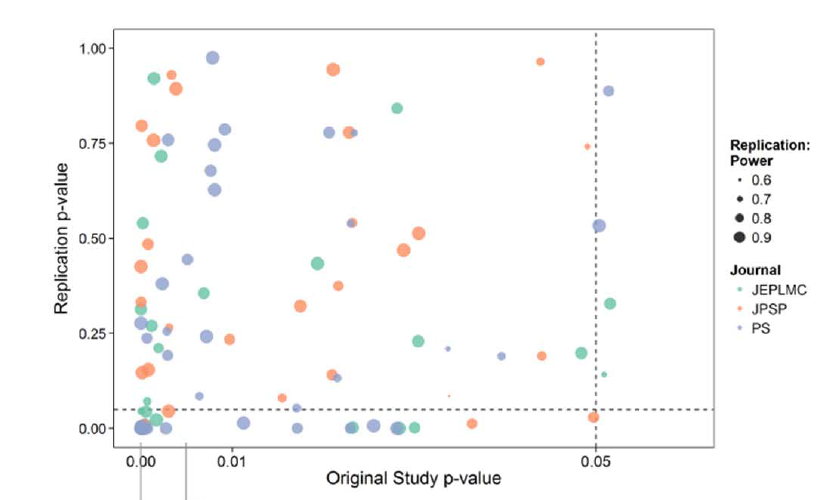 1.00
0.75
0.50
0.25
0.00
Replication p-value
0.00
0.01
0.05
Original Study p-value
Replication:
Power
0.6
0.7
0.8
0.9
Journal
JEPLMC
JPSP
PS